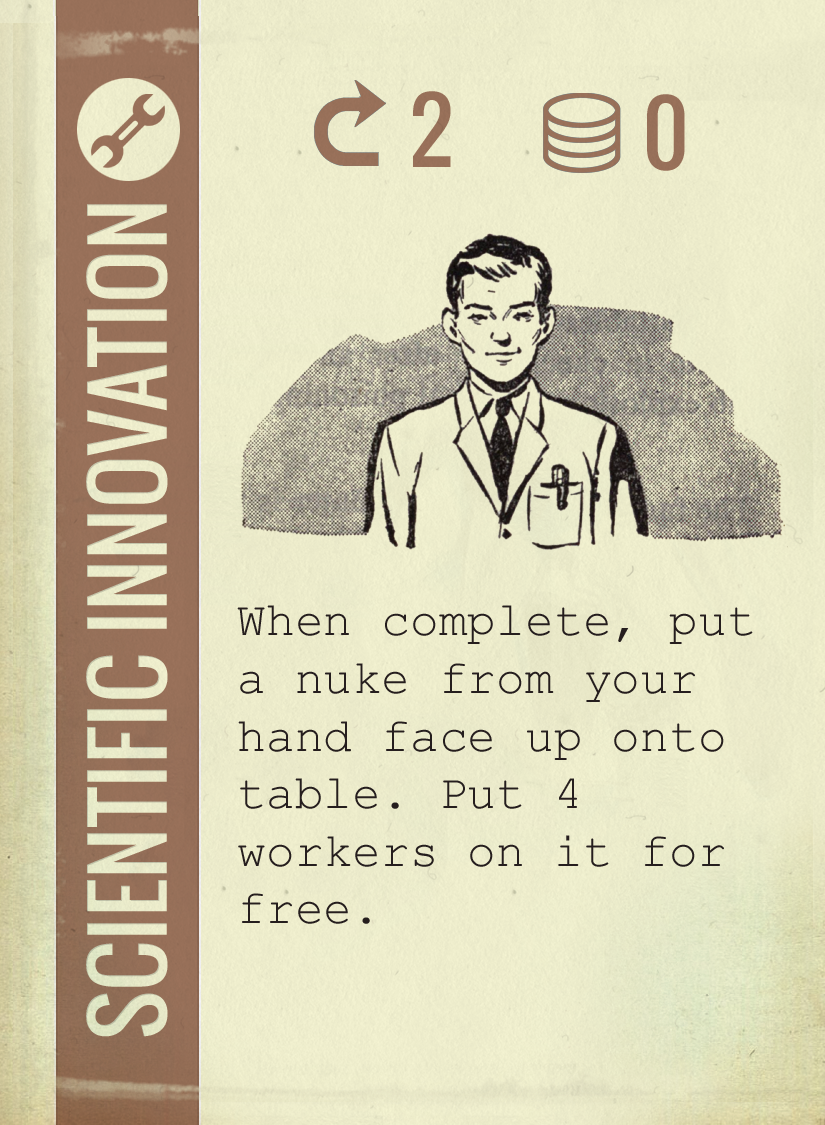 SCIENTIFIC INNOVATION
2 0
When complete, put
a nuke from your
hand face up onto
table. Put 4
workers on it for
free.